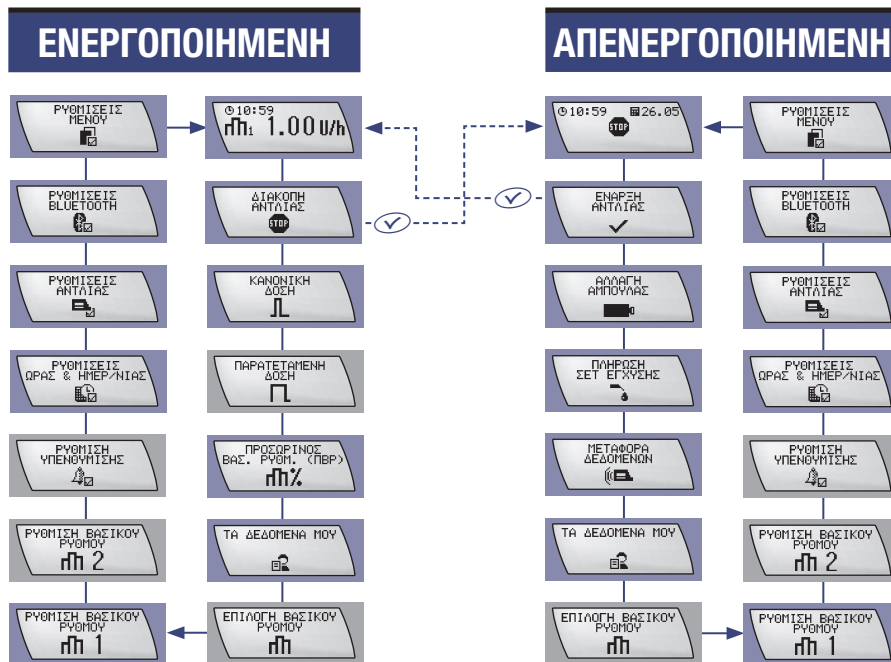 ΕΝΕΡΓΟΠΟΙΗΜΕΝΗ
ΡΥΘΜΙΣΕΙΣ
ΜΕΝΟΥ
10:59
1 1.00 U/h
ΡΥΘΜΙΣΕΙΣ
BLUETOOTH
ΔΙΑΚΟΠΗ
ΑΝΤΛΙΑΣ
STOP
ΡΥΘΜΙΣΕΙΣ
ΑΝΤΛΙΑΣ
ΚΑΝΟΝΙΚΗ
ΔΟΣΗ
ΡΥΘΜΙΣΕΙΣ
ΩΡΑΣ & ΗΜΕΡ/ΝΙΑΣ
ΠΑΡΑΤΕΤΑΜΕΝΗ
ΔΟΣΗ
ΡΥΘΜΙΣΗ
ΥΠΕΝΘΥΜΙΣΗΣ
ΠΡΟΣΩΡΙΝΟΣ
ΒΑΣ. ΡΥΘΜ. (ΠΒΡ)
%
ΡΥΘΜΙΣΗ ΒΑΣΙΚΟΥ
ΡΥΘΜΟΥ
2
ΤΑ ΔΕΔΟΜΕΝΑ ΜΟΥ
ΡΥΘΜΙΣΗ ΒΑΣΙΚΟΥ
ΡΥΘΜΟΥ
1
ΕΠΙΛΟΓΗ ΒΑΣΙΚΟΥ
ΡΥΘΜΟΥ
ΑΠΕΝΕΡΓΟΠΟΙΗΜΕΝΗ
10:59 26.05
STOP
ΡΥΘΜΙΣΕΙΣ
ΜΕΝΟΥ
ΕΝΑΡΞΗ
ΑΝΤΛΙΑΣ
ΡΥΘΜΙΣΕΙΣ
BLUETOOTH
ΑΛΛΑΓΗ
ΑΜΠΟΥΛΑΣ
ΡΥΘΜΙΣΕΙΣ
ΑΝΤΛΙΑΣ
ΠΛΗΡΩΣΗ
ΣΕΤ ΕΓΧΥΣΗΣ
ΡΥΘΜΙΣΕΙΣ
ΩΡΑΣ & ΗΜΕΡ/ΝΙΑΣ
ΜΕΤΑΦΟΡΑ
ΔΕΔΟΜΕΝΩΝ
ΡΥΘΜΙΣΗ
ΥΠΕΝΘΥΜΙΣΗΣ
ΤΑ ΔΕΔΟΜΕΝΑ ΜΟΥ
ΡΥΘΜΙΣΗ ΒΑΣΙΚΟΥ
ΡΥΘΜΟΥ
2
ΕΠΙΛΟΓΗ ΒΑΣΙΚΟΥ
ΡΥΘΜΟΥ
ΡΥΘΜΙΣΗ ΒΑΣΙΚΟΥ
ΡΥΘΜΟΥ
1